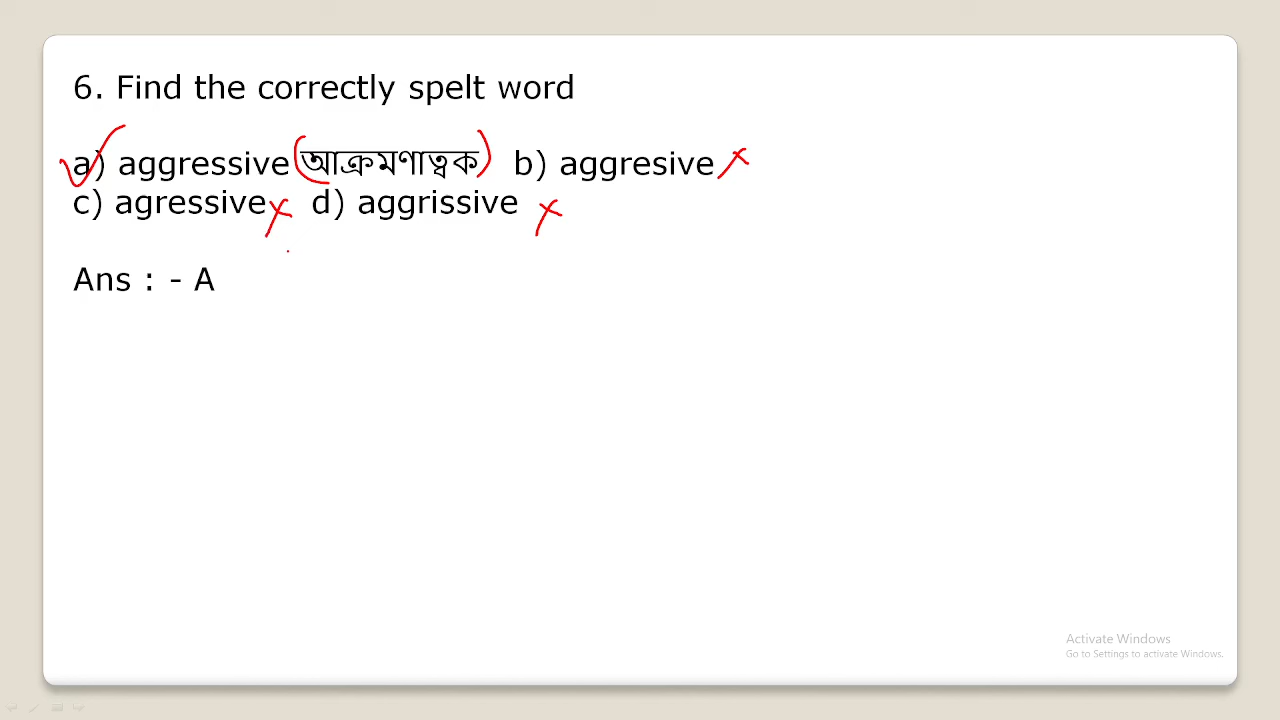 6. Find the correctly spelt word
a) aggressive (আক্রমণাত্বক) b) aggresive
c) agressive d) aggrissive
Ans : - A
Activate Windows
Go to Settings to activate Windows.